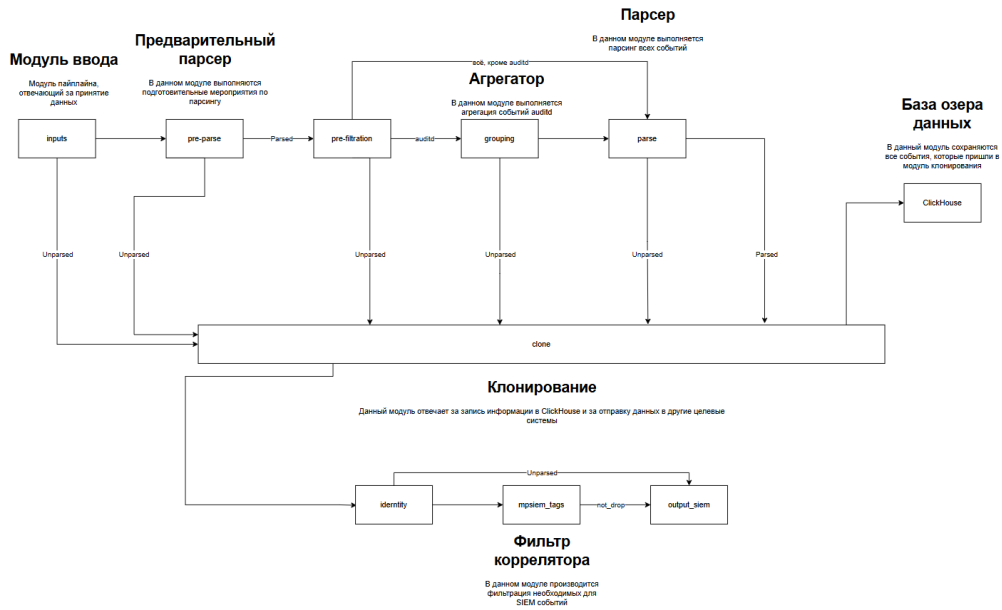 Парсер
В данном модуле выполняется
парсинг всех событий
Предварительный
парсер
Модуль ввода
всё, кроме auditd
Агрегатор
Модуль пайплайна,
отвечающий за принятие
данных
В данном модуле выполняются
подготовительные мероприятия по
парсингу
В данном модуле выполняется
агрегация событий auditd
База озера
данных
В данный модуль сохраняются
все события, которые пришли в
модуль клонирования
inputs
pre-parse
Parsed
pre-filtration
auditd
grouping
parse
ClickHouse
Unparsed
Unparsed
Unparsed
Unparsed
Unparsed
Parsed
clone
Клонирование
Данный модуль отвечает за запись информации в ClickHouse и за отправку данных в другие целевые
системы
Unparsed
iderntify
mpsiem_tags
not_drop
output_siem
Фильтр
коррелятора
В данном модуле производится
фильтрация необходимых для
SIEM событий